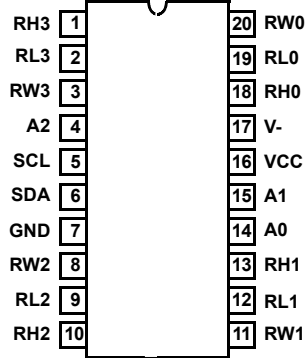 RH3 1 20 RW0
RL3 2 19 RL0
RW3 3 18 RH0
A2 4 17 V-
SCL 5 16 VCC
SDA 6 15 A1
GND 7 14 A0
RW2 8 13 RH1
RL2 9 12 RL1
RH2 10 11 RW1